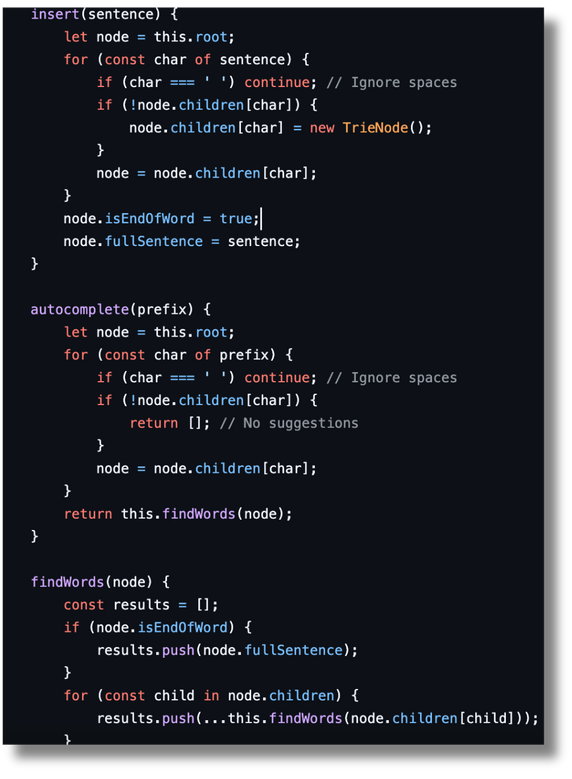 insert(sentence) {
let node = this.root;
for (const char of sentence) {
if (char === ' ') continue; // Ignore spaces
if (!node.children[char]) {
node.children[char] = new TrieNode();
}
node = node.children[char];
}
node.isEndOfWord = true;
node.fullSentence = sentence;
}
autocomplete(prefix) {
let node = this.root;
for (const char of prefix) {
if (char === ' ') continue; // Ignore spaces
if (!node.children[char]) {
return []; // No suggestions
}
node = node.children[char];
}
return this.findWords(node);
}
findWords(node) {
const results = [];
if (node.isEndOfWord) {
results.push(node.fullSentence);
}
for (const child in node.children) {
results.push(...this.findWords(node.children[child]));
}